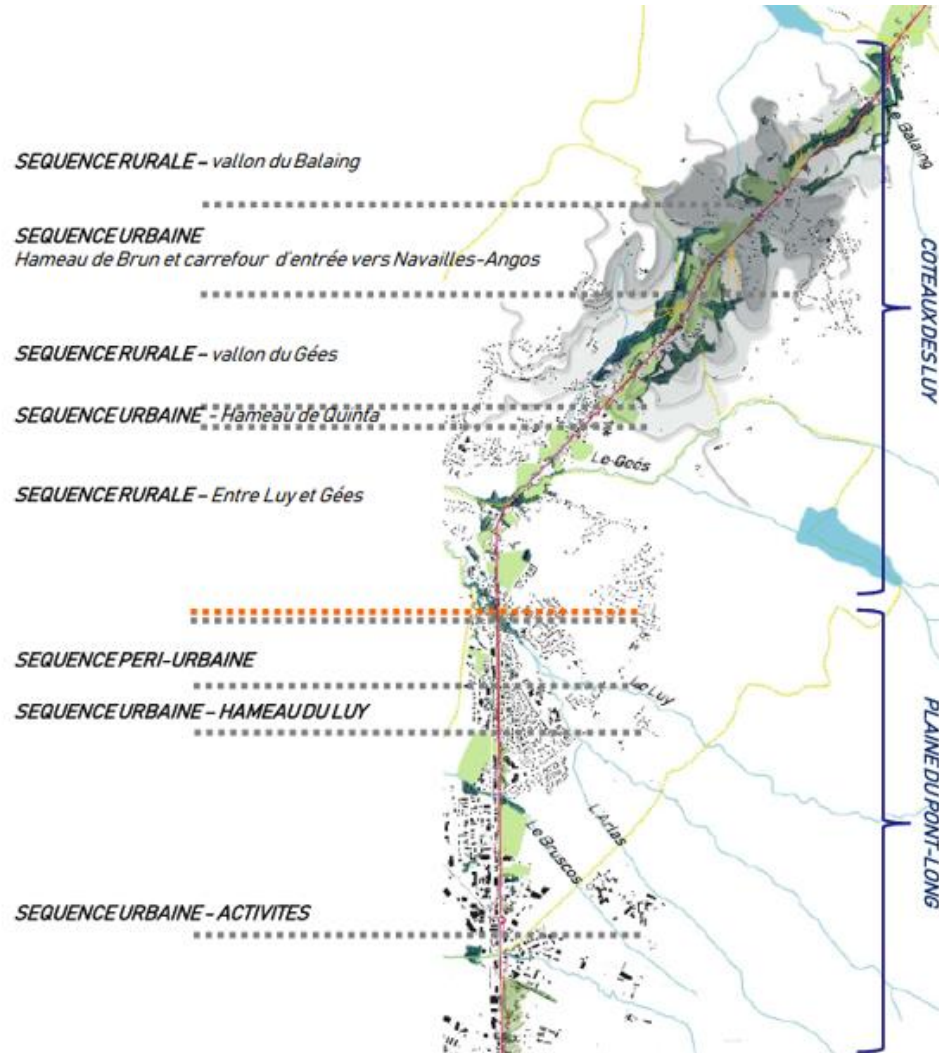 SEQUENCE RURALE – vallon du Balaing
SEQUENCE URBAINE
Hameau de Brun et carrefour d'entrée vers Navailles-Angos
SEQUENCE RURALE – vallon du Gées
SEQUENCE URBAINE - Hameau de Quinta
SEQUENCE RURALE – Entre Luy et Gées
SEQUENCE PERI-URBAINE
SEQUENCE URBAINE – HAMEAU DU LUY
SEQUENCE URBAINE - ACTIVITES
Le Balaing
Le Geés
Le Luy
L'Arlas
Le Bruscos
COTEAUX DES LUY
PLAINE DU PONT-LONG